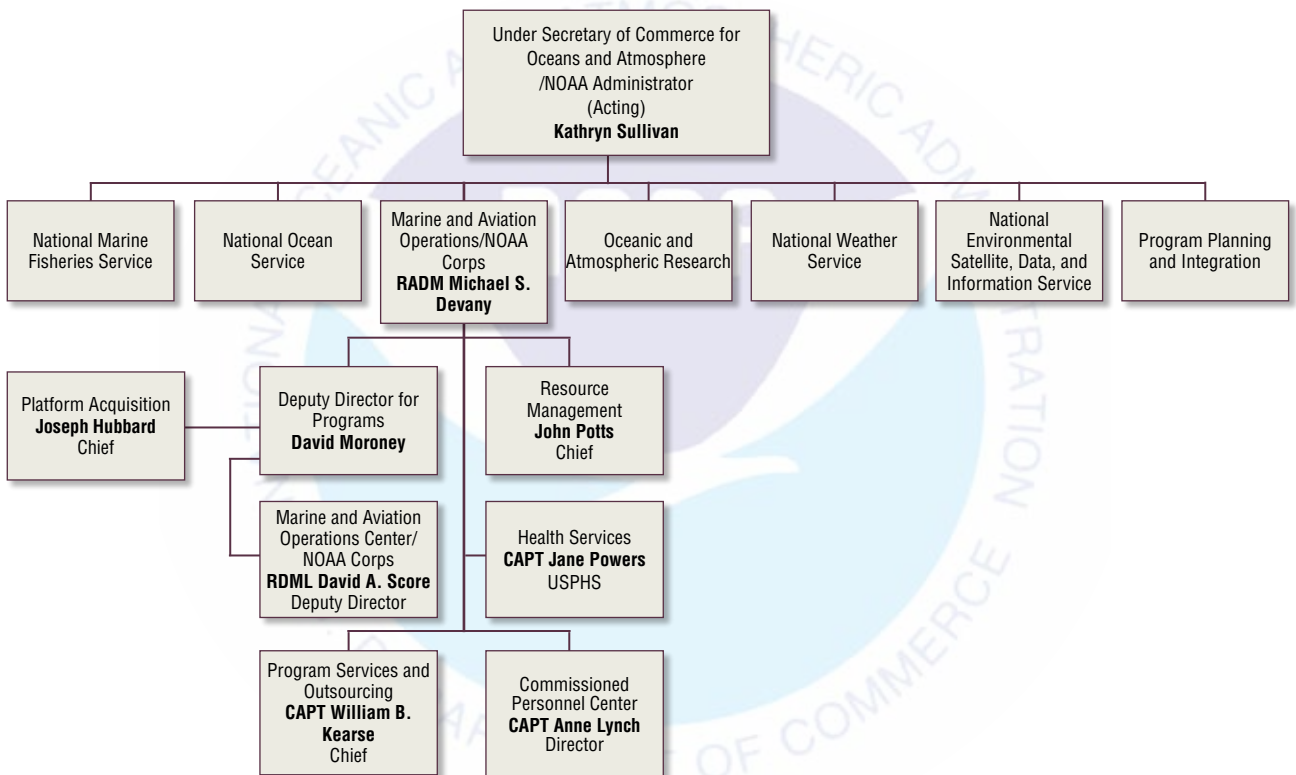 Under Secretary of Commerce for
Oceans and Atmosphere
/NOAA Administrator
(Acting)
Kathryn Sullivan
National Marine
Fisheries Service
National Ocean
Service
Marine and Aviation
Operations/NOAA
Corps
RADM Michael S.
Devany
Oceanic and
Atmospheric Research
National Weather
Service
National
Environmental
Satellite, Data, and
Information Service
Program Planning
and Integration
Platform Acquisition
Joseph Hubbard
Chief
Deputy Director for
Programs
David Moroney
Resource
Management
John Potts
Chief
Marine and Aviation
Operations Center/
NOAA Corps
RDML David A. Score
Deputy Director
Health Services
CAPT Jane Powers
USPHS
Program Services and
Outsourcing
CAPT William B.
Kearse
Chief
Commissioned
Personnel Center
CAPT Anne Lynch
Director